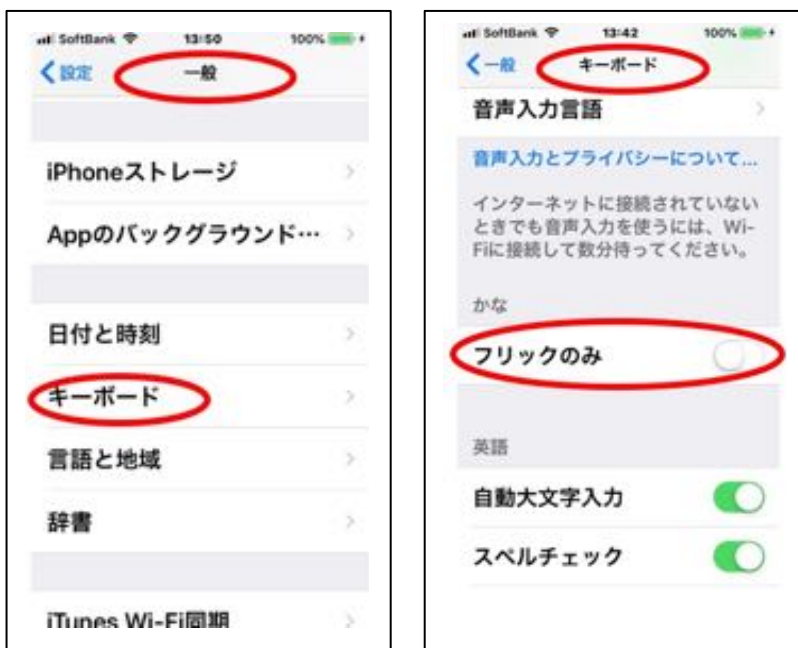 SoftBank 13:50 100%
設定 一般
iPhoneストレージ
Appのバックグラウンド…
日付と時刻
キーボード
言語と地域
辞書
iTunes Wi-Fi同期
SoftBank 13:42 100%
一般 キーボード
音声入力言語
音声入力とプライバシーについて...
インターネットに接続されていない
ときでも音声入力を使うには、Wi-
Fiに接続して数分待ってください。
かな
フリックのみ
英語
自動大文字入力
スペルチェック